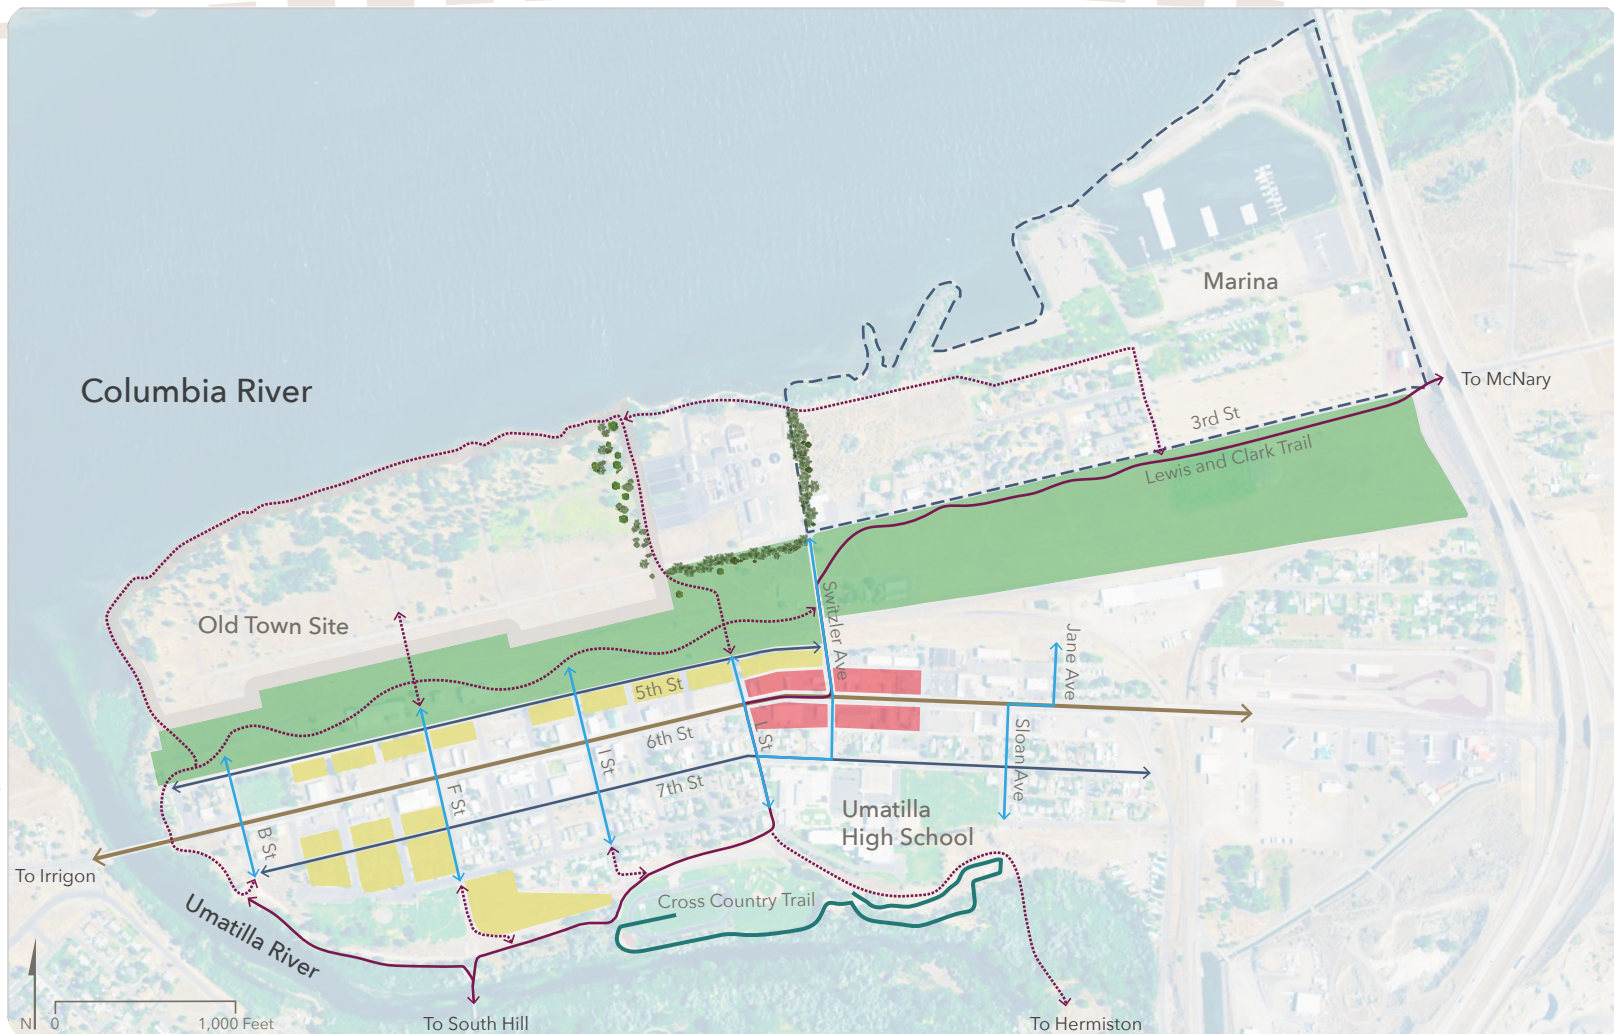 Marina
To McNary
Columbia River
3rd St
Lewis and Clark Trail
Old Town Site
Switzler Ave
Jane Ave
5th St
6th St
L St
Sloan Ave
I St
7th St
F St
B St
Umatilla
High School
To Irrigon
Cross Country Trail
Umatilla River
N
0
1,000 Feet
To South Hill
To Hermiston